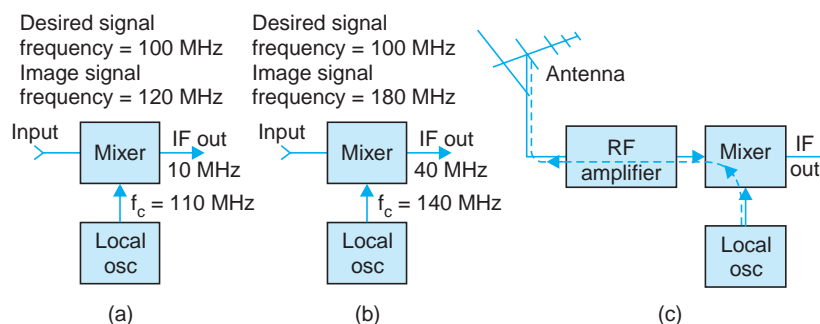 Desired signal
frequency = 100 MHz
Image signal
frequency = 120 MHz
Input
Mixer
IF out
10 MHz
f_c = 110 MHz
Local
osc
(a)
Desired signal
frequency = 100 MHz
Image signal
frequency = 180 MHz
Input
Mixer
IF out
40 MHz
f_c = 140 MHz
Local
osc
(b)
Antenna
RF
amplifier
Mixer
IF
out
Local
osc
(c)